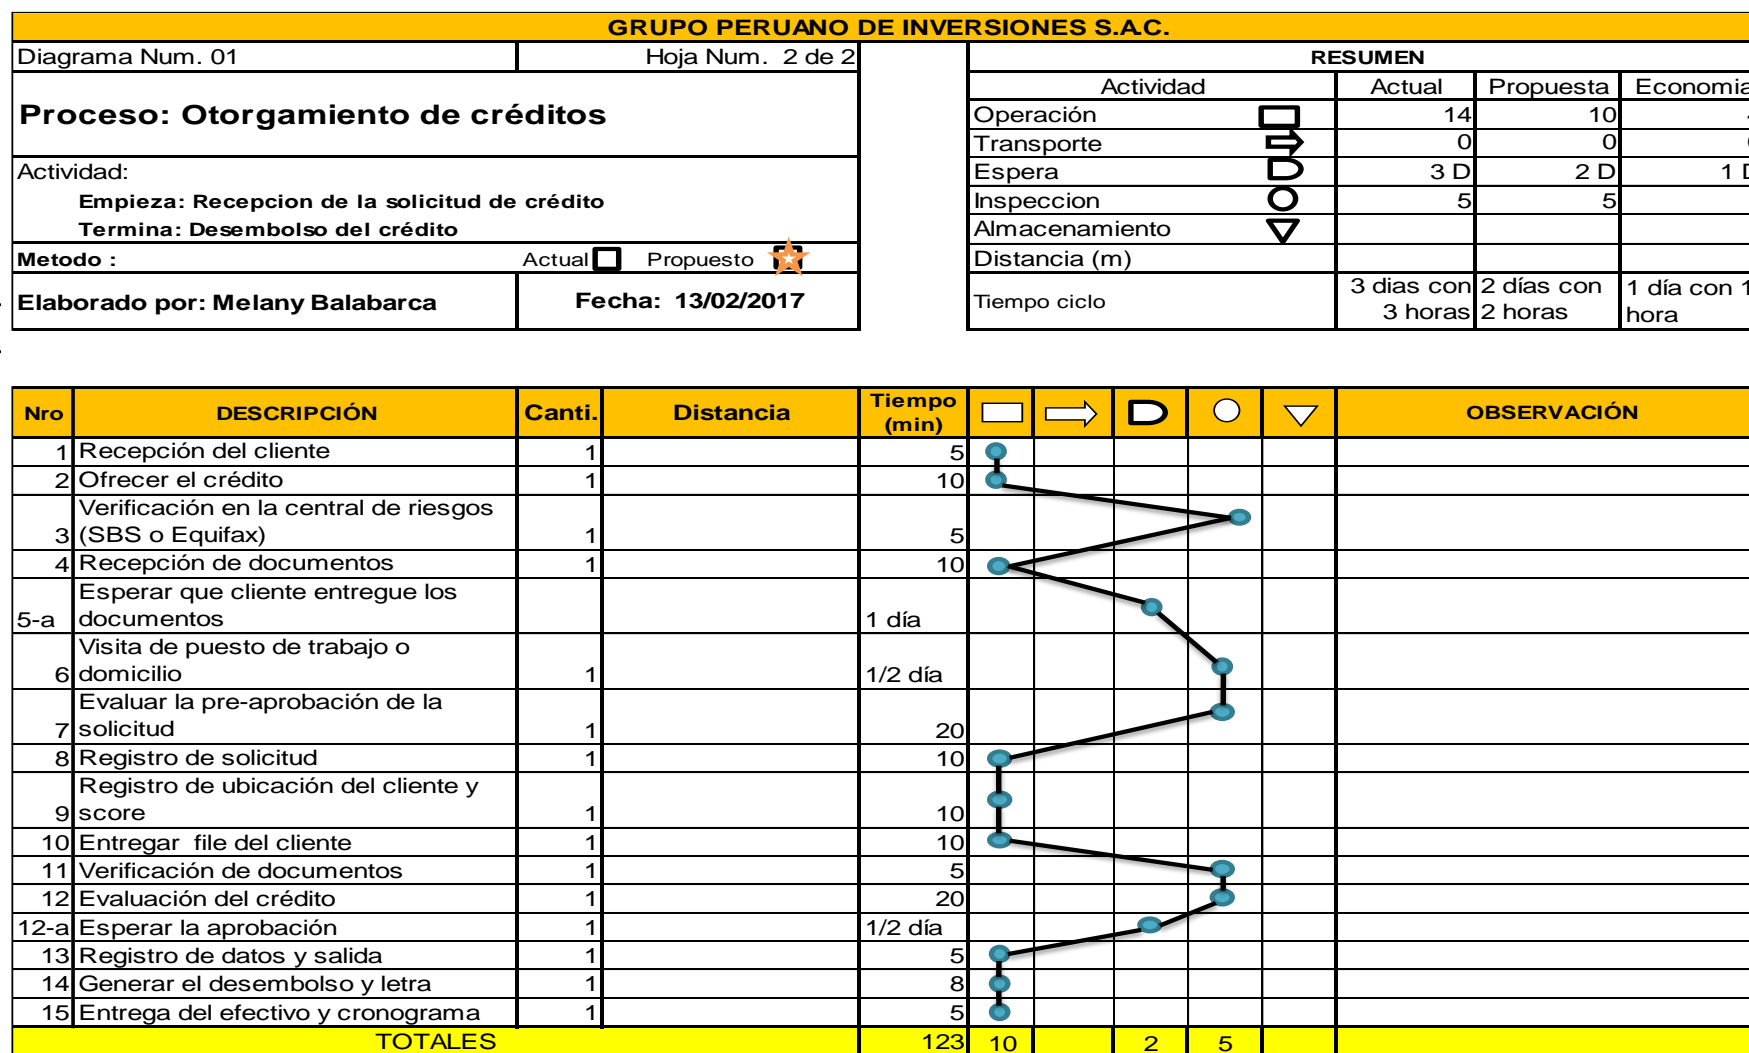 GRUPO PERUANO DE INVERSIONES S.A.C.
Diagrama Num. 01 Hoja Num. 2 de 2
Proceso: Otorgamiento de créditos
Actividad:
Empieza: Recepcion de la solicitud de crédito
Termina: Desembolso del crédito
Metodo : Actual Propuesto
Elaborado por: Melany Balabarca Fecha: 13/02/2017
RESUMEN
Actividad Actual Propuesta Economia
Operación 14 10
Transporte 0 0
Espera 3 D 2 D 1 D
Inspeccion 5 5
Almacenamiento
Distancia (m)
Tiempo ciclo 3 dias con 3 horas 2 días con 2 horas 1 día con 1 hora
Nro DESCRIPCIÓN Canti. Distancia Tiempo (min) OBSERVACIÓN
1 Recepción del cliente 1 5
2 Ofrecer el crédito 1 10
Verificación en la central de riesgos
3 (SBS o Equifax) 1 5
4 Recepción de documentos 1 10
Esperar que cliente entregue los
5-a documentos 1 día
Visita de puesto de trabajo o
6 domicilio 1 1/2 día
Evaluar la pre-aprobación de la
7 solicitud 1 20
8 Registro de solicitud 1 10
Registro de ubicación del cliente y
9 score 1 10
10 Entregar file del cliente 1 10
11 Verificación de documentos 1 5
12 Evaluación del crédito 1 20
12-a Esperar la aprobación 1 1/2 día
13 Registro de datos y salida 1 5
14 Generar el desembolso y letra 1 8
15 Entrega del efectivo y cronograma 1 5
TOTALES 123 10 2 5